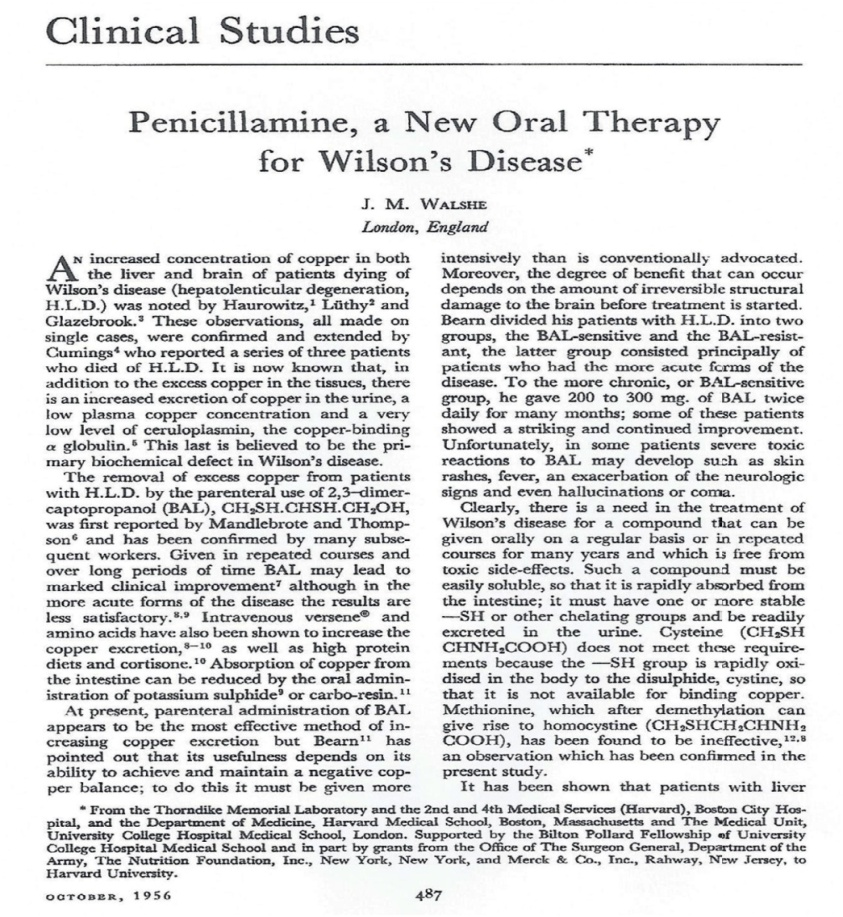 Clinical Studies
Penicillamine, a New Oral Therapy
for Wilson's Disease*
J. M. WALSHE
London, England
AN increased concentration of copper in both
the liver and brain of patients dying of
Wilson's disease (hepatolenticular degeneration,
H.L.D.) was noted by Haurowitz,¹ Lüthy² and
Glazebrook.³ These observations, all made on
single cases, were confirmed and extended by
Cumings⁴ who reported a series of three patients
who died of H.L.D. It is now known that, in
addition to the excess copper in the tissues, there
is an increased excretion of copper in the urine, a
low plasma copper concentration and a very
low level of ceruloplasmin, the copper-binding
α globulin.⁵ This last is believed to be the pri-
mary biochemical defect in Wilson's disease.
The removal of excess copper from patients
with H.L.D. by the parenteral use of 2,3-dimer-
captopropanol (BAL), CH₂SH.CHSH.CH₂OH,
was first reported by Mandlebrote and Thomp-
son⁶ and has been confirmed by many subse-
quent workers. Given in repeated courses and
over long periods of time BAL may lead to
marked clinical improvement⁷ although in the
more acute forms of the disease the results are
less satisfactory.⁸,⁹ Intravenous versene® and
amino acids have also been shown to increase the
copper excretion,⁸⁻¹⁰ as well as high protein
diets and cortisone.¹⁰ Absorption of copper from
the intestine can be reduced by the oral admin-
istration of potassium sulphide⁹ or carbo-resin.¹¹
At present, parenteral administration of BAL
appears to be the most effective method of in-
creasing copper excretion but Bearn¹¹ has
pointed out that its usefulness depends on its
ability to achieve and maintain a negative cop-
per balance; to do this it must be given more
intensively than is conventionally advocated.
Moreover, the degree of benefit that can occur
depends on the amount of irreversible structural
damage to the brain before treatment is started.
Bearn divided his patients with H.L.D. into two
groups, the BAL-sensitive and the BAL-resist-
ant, the latter group consisted principally of
patients who had the more acute forms of the
disease. To the more chronic, or BAL-sensitive
group, he gave 200 to 300 mg. of BAL twice
daily for many months; some of these patients
showed a striking and continued improvement.
Unfortunately, in some patients severe toxic
reactions to BAL may develop such as skin
rashes, fever, an exacerbation of the neurologic
signs and even hallucinations or coma.
Clearly, there is a need in the treatment of
Wilson's disease for a compound that can be
given orally on a regular basis or in repeated
courses for many years and which is free from
toxic side-effects. Such a compound must be
easily soluble, so that it is rapidly absorbed from
the intestine; it must have one or more stable
—SH or other chelating groups and be readily
excreted in the urine. Cysteine (CH₂SH
CHNH₂COOH) does not meet these require-
ments because the —SH group is rapidly oxi-
dised in the body to the disulphide, cystine, so
that it is not available for binding copper.
Methionine, which after demethylation can
give rise to homocystine (CH₂SHCH₂CHNH₂
COOH), has been found to be ineffective,¹²,⁸
an observation which has been confirmed in the
present study.
It has been shown that patients with liver
* From the Thorndike Memorial Laboratory and the 2nd and 4th Medical Services (Harvard), Boston City Hos-
pital, and the Department of Medicine, Harvard Medical School, Boston, Massachusetts and The Medical Unit,
University College Hospital Medical School, London. Supported by the Bilton Pollard Fellowship of University
College Hospital Medical School and in part by grants from the Office of The Surgeon General, Department of the
Army, The Nutrition Foundation, Inc., New York, New York, and Merck & Co., Inc., Rahway, New Jersey, to
Harvard University.
OCTOBER, 1956
487